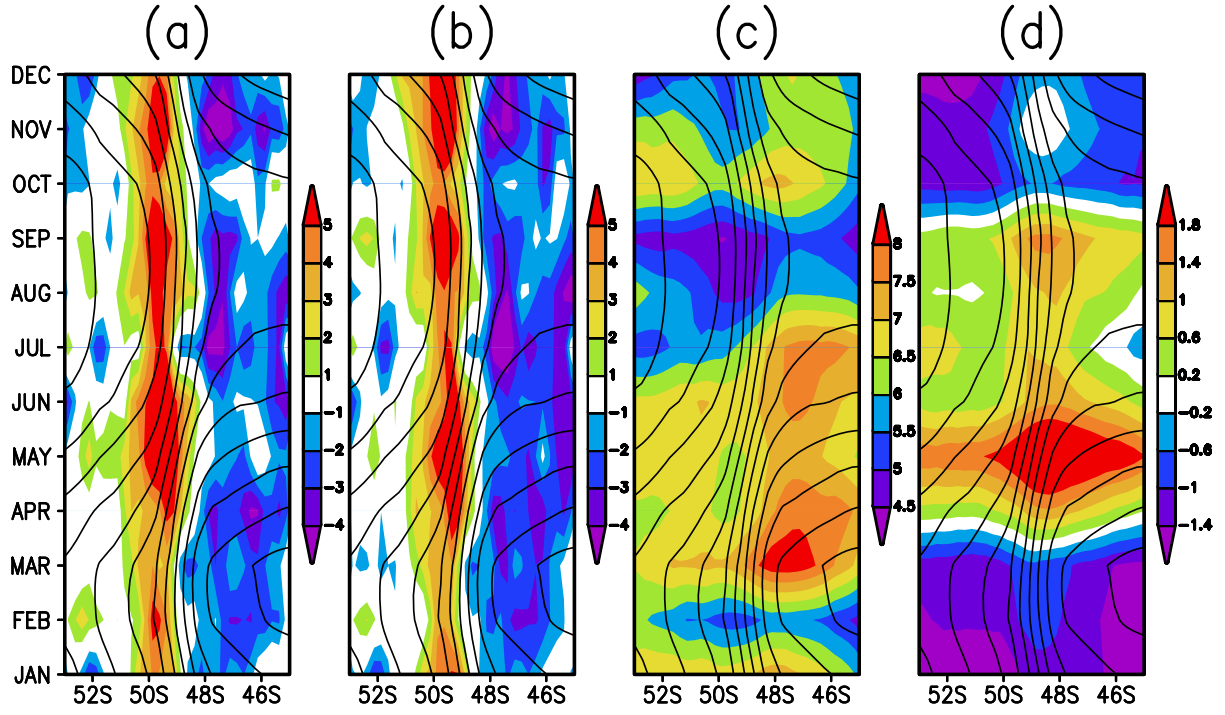 (a) (b) (c) (d)
DEC
NOV
OCT
SEP
AUG
JUL
JUN
MAY
APR
MAR
FEB
JAN
5
4
3
2
1
-1
-2
-3
-4
5
4
3
2
1
-1
-2
-3
-4
8
7.5
7
6.5
6
5.5
5
4.5
1.8
1.4
1
0.6
0.2
-0.2
-0.6
-1
-1.4
52S 50S 48S 46S 52S 50S 48S 46S 52S 50S 48S 46S 52S 50S 48S 46S